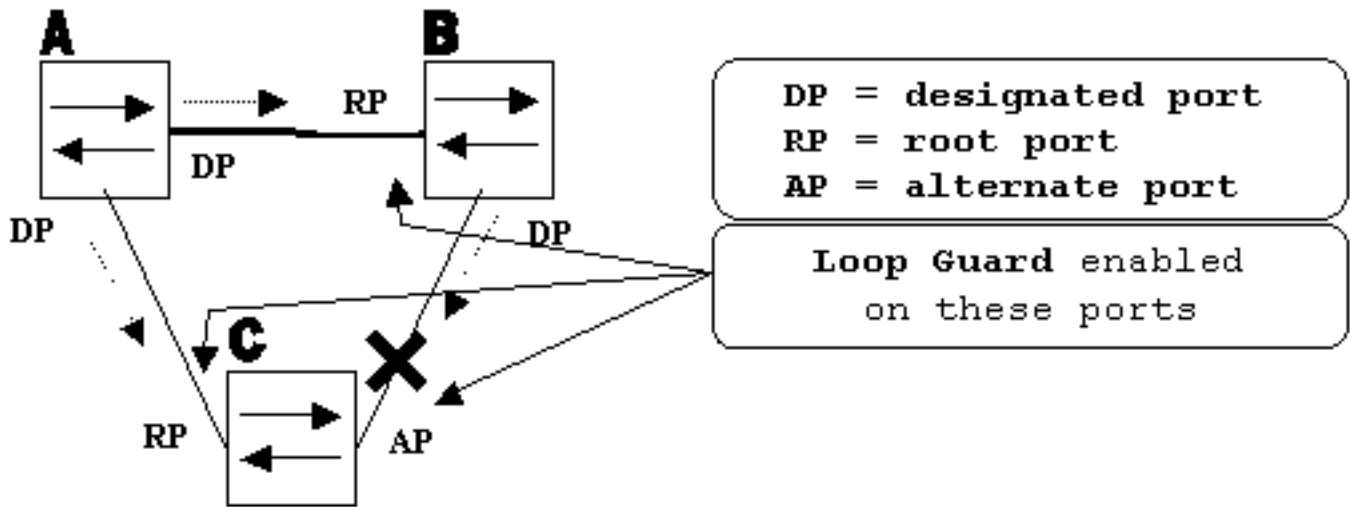 A
B
RP
DP
DP
DP
C
RP
AP
DP = designated port
RP = root port
AP = alternate port
Loop Guard enabled
on these ports